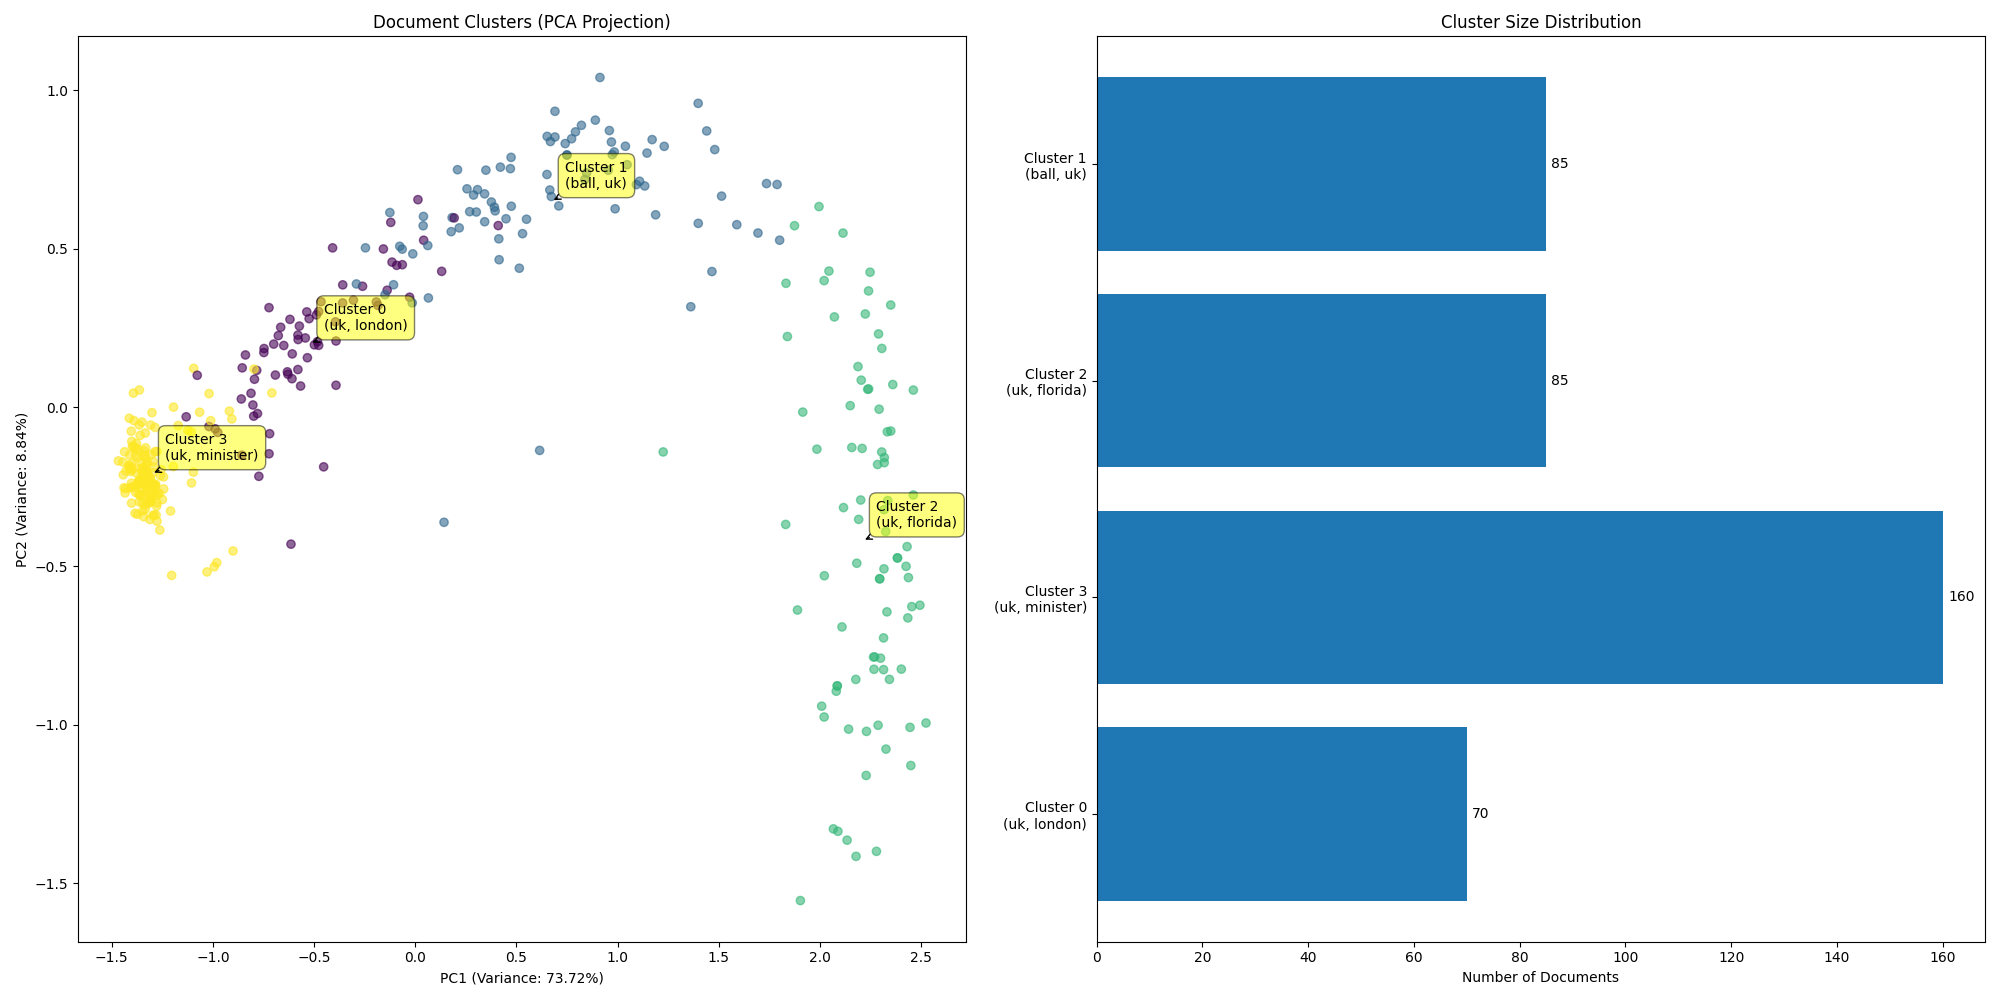 Document Clusters (PCA Projection)
1.0
0.5
0.0
−0.5
−1.0
−1.5
PC2 (Variance: 8.84%)
Cluster 1
(ball, uk)
Cluster 0
(uk, london)
Cluster 3
(uk, minister)
Cluster 2
(uk, florida)
−1.5 −1.0 −0.5 0.0 0.5 1.0 1.5 2.0 2.5
PC1 (Variance: 73.72%)
Cluster Size Distribution
Cluster 1
(ball, uk)
85
Cluster 2
(uk, florida)
85
Cluster 3
(uk, minister)
160
Cluster 0
(uk, london)
70
0 20 40 60 80 100 120 140 160
Number of Documents